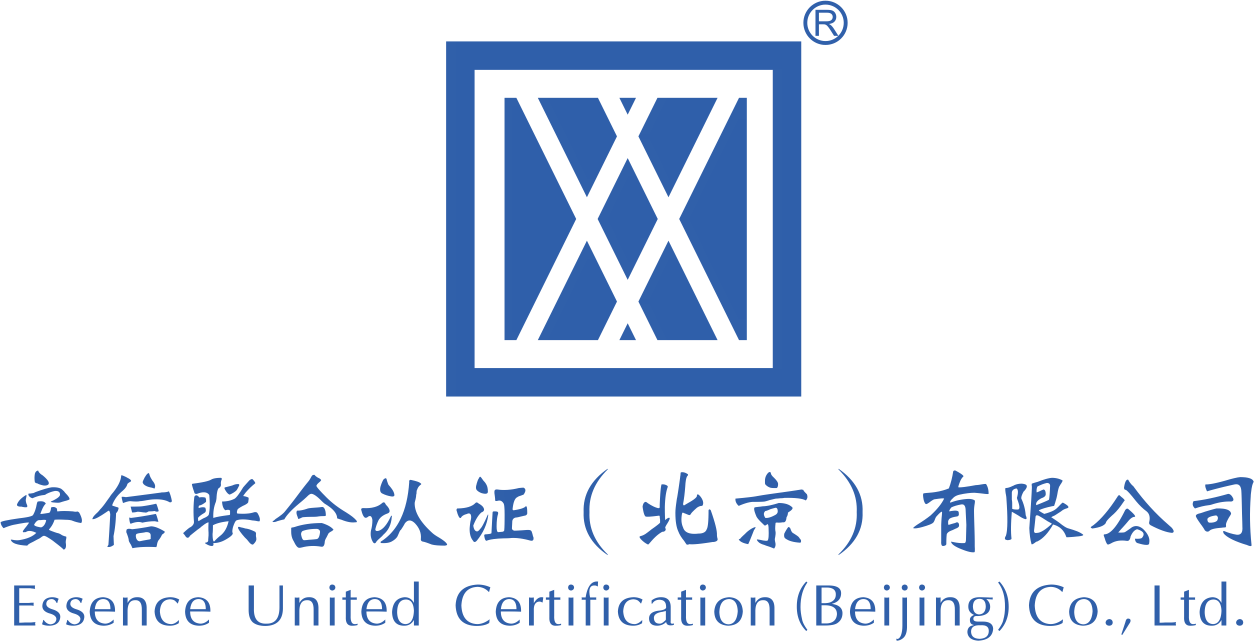 ®
安信联合认证（北京）有限公司
Essence United Certification (Beijing) Co., Ltd.